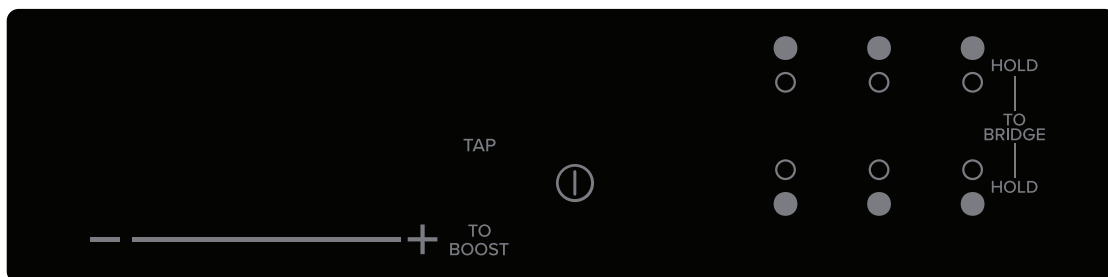 TAP
TO
BOOST
HOLD
TO
BRIDGE
HOLD